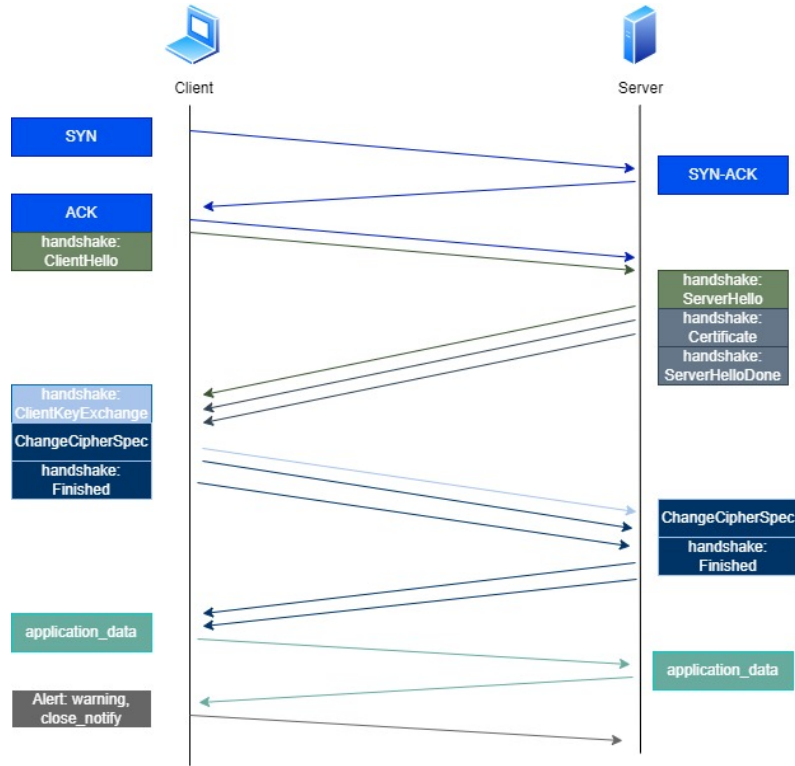 Client
Server
SYN
SYN-ACK
ACK
handshake:
ClientHello
handshake:
ServerHello
handshake:
Certificate
handshake:
ServerHelloDone
handshake:
ClientKeyExchange
ChangeCipherSpec
handshake:
Finished
ChangeCipherSpec
handshake:
Finished
application_data
application_data
Alert: warning,
close_notify